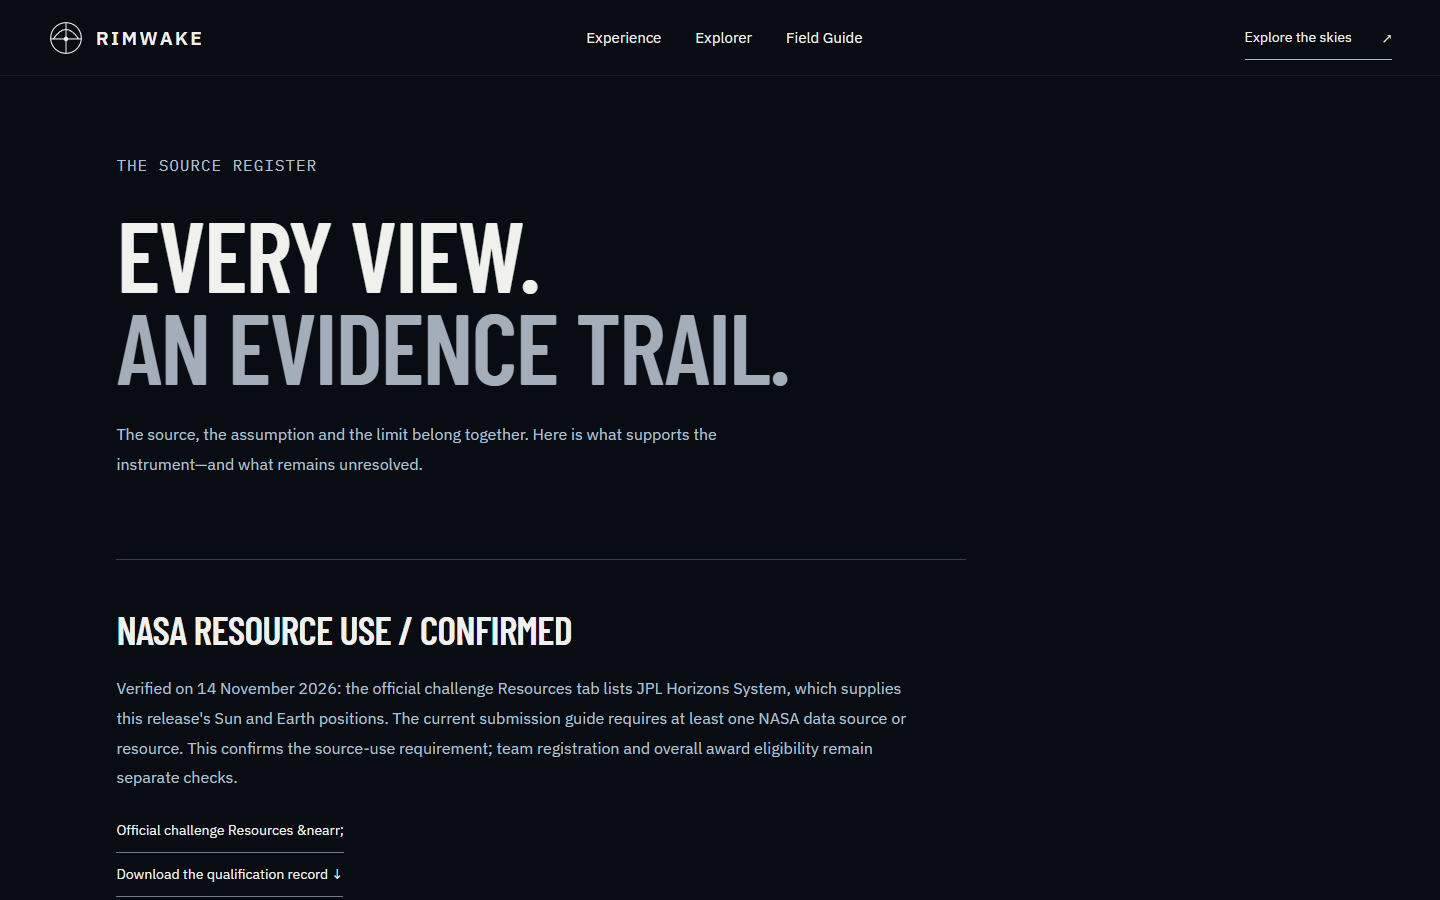 RIMWAKE
Experience
Explorer
Field Guide
Explore the skies ↗
THE SOURCE REGISTER
EVERY VIEW.
AN EVIDENCE TRAIL.
The source, the assumption and the limit belong together. Here is what supports the
instrument—and what remains unresolved.
NASA RESOURCE USE / CONFIRMED
Verified on 14 November 2026: the official challenge Resources tab lists JPL Horizons System, which supplies
this release's Sun and Earth positions. The current submission guide requires at least one NASA data source or
resource. This confirms the source-use requirement; team registration and overall award eligibility remain
separate checks.
Official challenge Resources &nearr;
Download the qualification record ↓